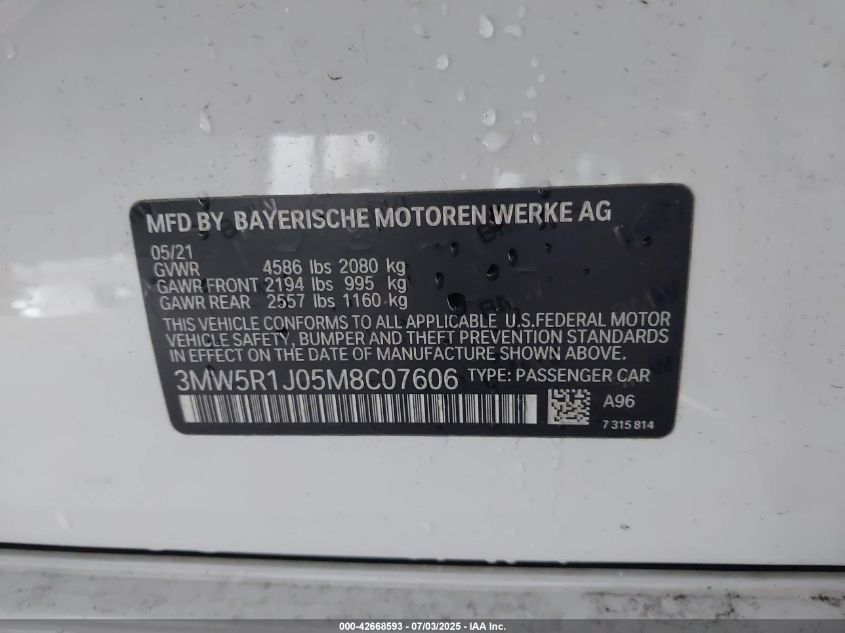 MFD BY BAYERISCHE MOTOREN WERKE AG
05/21
GVWR 4586 lbs 2080 kg
GAWR FRONT 2194 lbs 995 kg
GAWR REAR 2557 lbs 1160 kg
THIS VEHICLE CONFORMS TO ALL APPLICABLE U.S.FEDERAL MOTOR
VEHICLE SAFETY, BUMPER AND THEFT PREVENTION STANDARDS
IN EFFECT ON THE DATE OF MANUFACTURE SHOWN ABOVE.
3MW5R1J05M8C07606 TYPE: PASSENGER CAR
A96
7 315 814
000-42668593 - 07/03/2025 - IAA Inc.